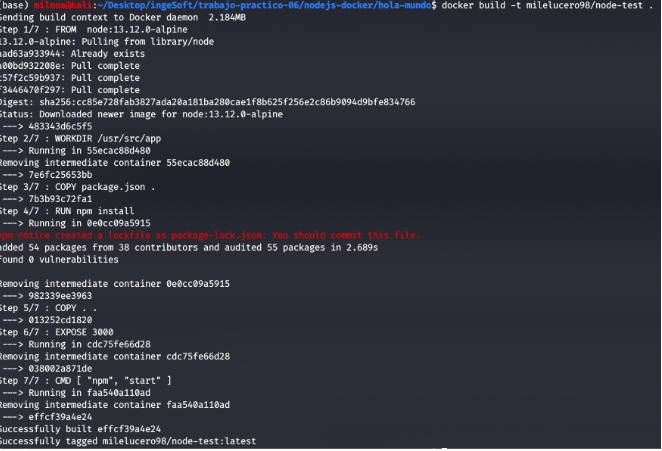 (base) milena@kali:~/Desktop/ingeSoft/trabajo-practico-06/nodejs-docker/hola-mundo$ docker build -t milelucero98/node-test .
Sending build context to Docker daemon  2.184MB
Step 1/7 : FROM  node:13.12.0-alpine
13.12.0-alpine: Pulling from library/node
aad63a933944: Already exists
a00bd932208e: Pull complete
c57f2c59b937: Pull complete
f3446470f297: Pull complete
Digest: sha256:cc85e728fab3827ada20a181ba280cae1f8b625f256e2c86b9094d9bfe834766
Status: Downloaded newer image for node:13.12.0-alpine
---> 483343d6c5f5
Step 2/7 : WORKDIR /usr/src/app
---> Running in 55ecac88d480
Removing intermediate container 55ecac88d480
---> 7e6fc25653bb
Step 3/7 : COPY package.json .
---> 7b3b93c72fa1
Step 4/7 : RUN npm install
---> Running in 0e0cc09a5915
npm notice created a lockfile as package-lock.json. You should commit this file.
added 54 packages from 38 contributors and audited 55 packages in 2.689s
found 0 vulnerabilities
Removing intermediate container 0e0cc09a5915
---> 982339ee3963
Step 5/7 : COPY . .
---> 013252cd1820
Step 6/7 : EXPOSE 3000
---> Running in cdc75fe66d28
Removing intermediate container cdc75fe66d28
---> 038002a871de
Step 7/7 : CMD [ "npm", "start" ]
---> Running in faa540a110ad
Removing intermediate container faa540a110ad
---> effcf39a4e24
Successfully built effcf39a4e24
Successfully tagged milelucero98/node-test:latest